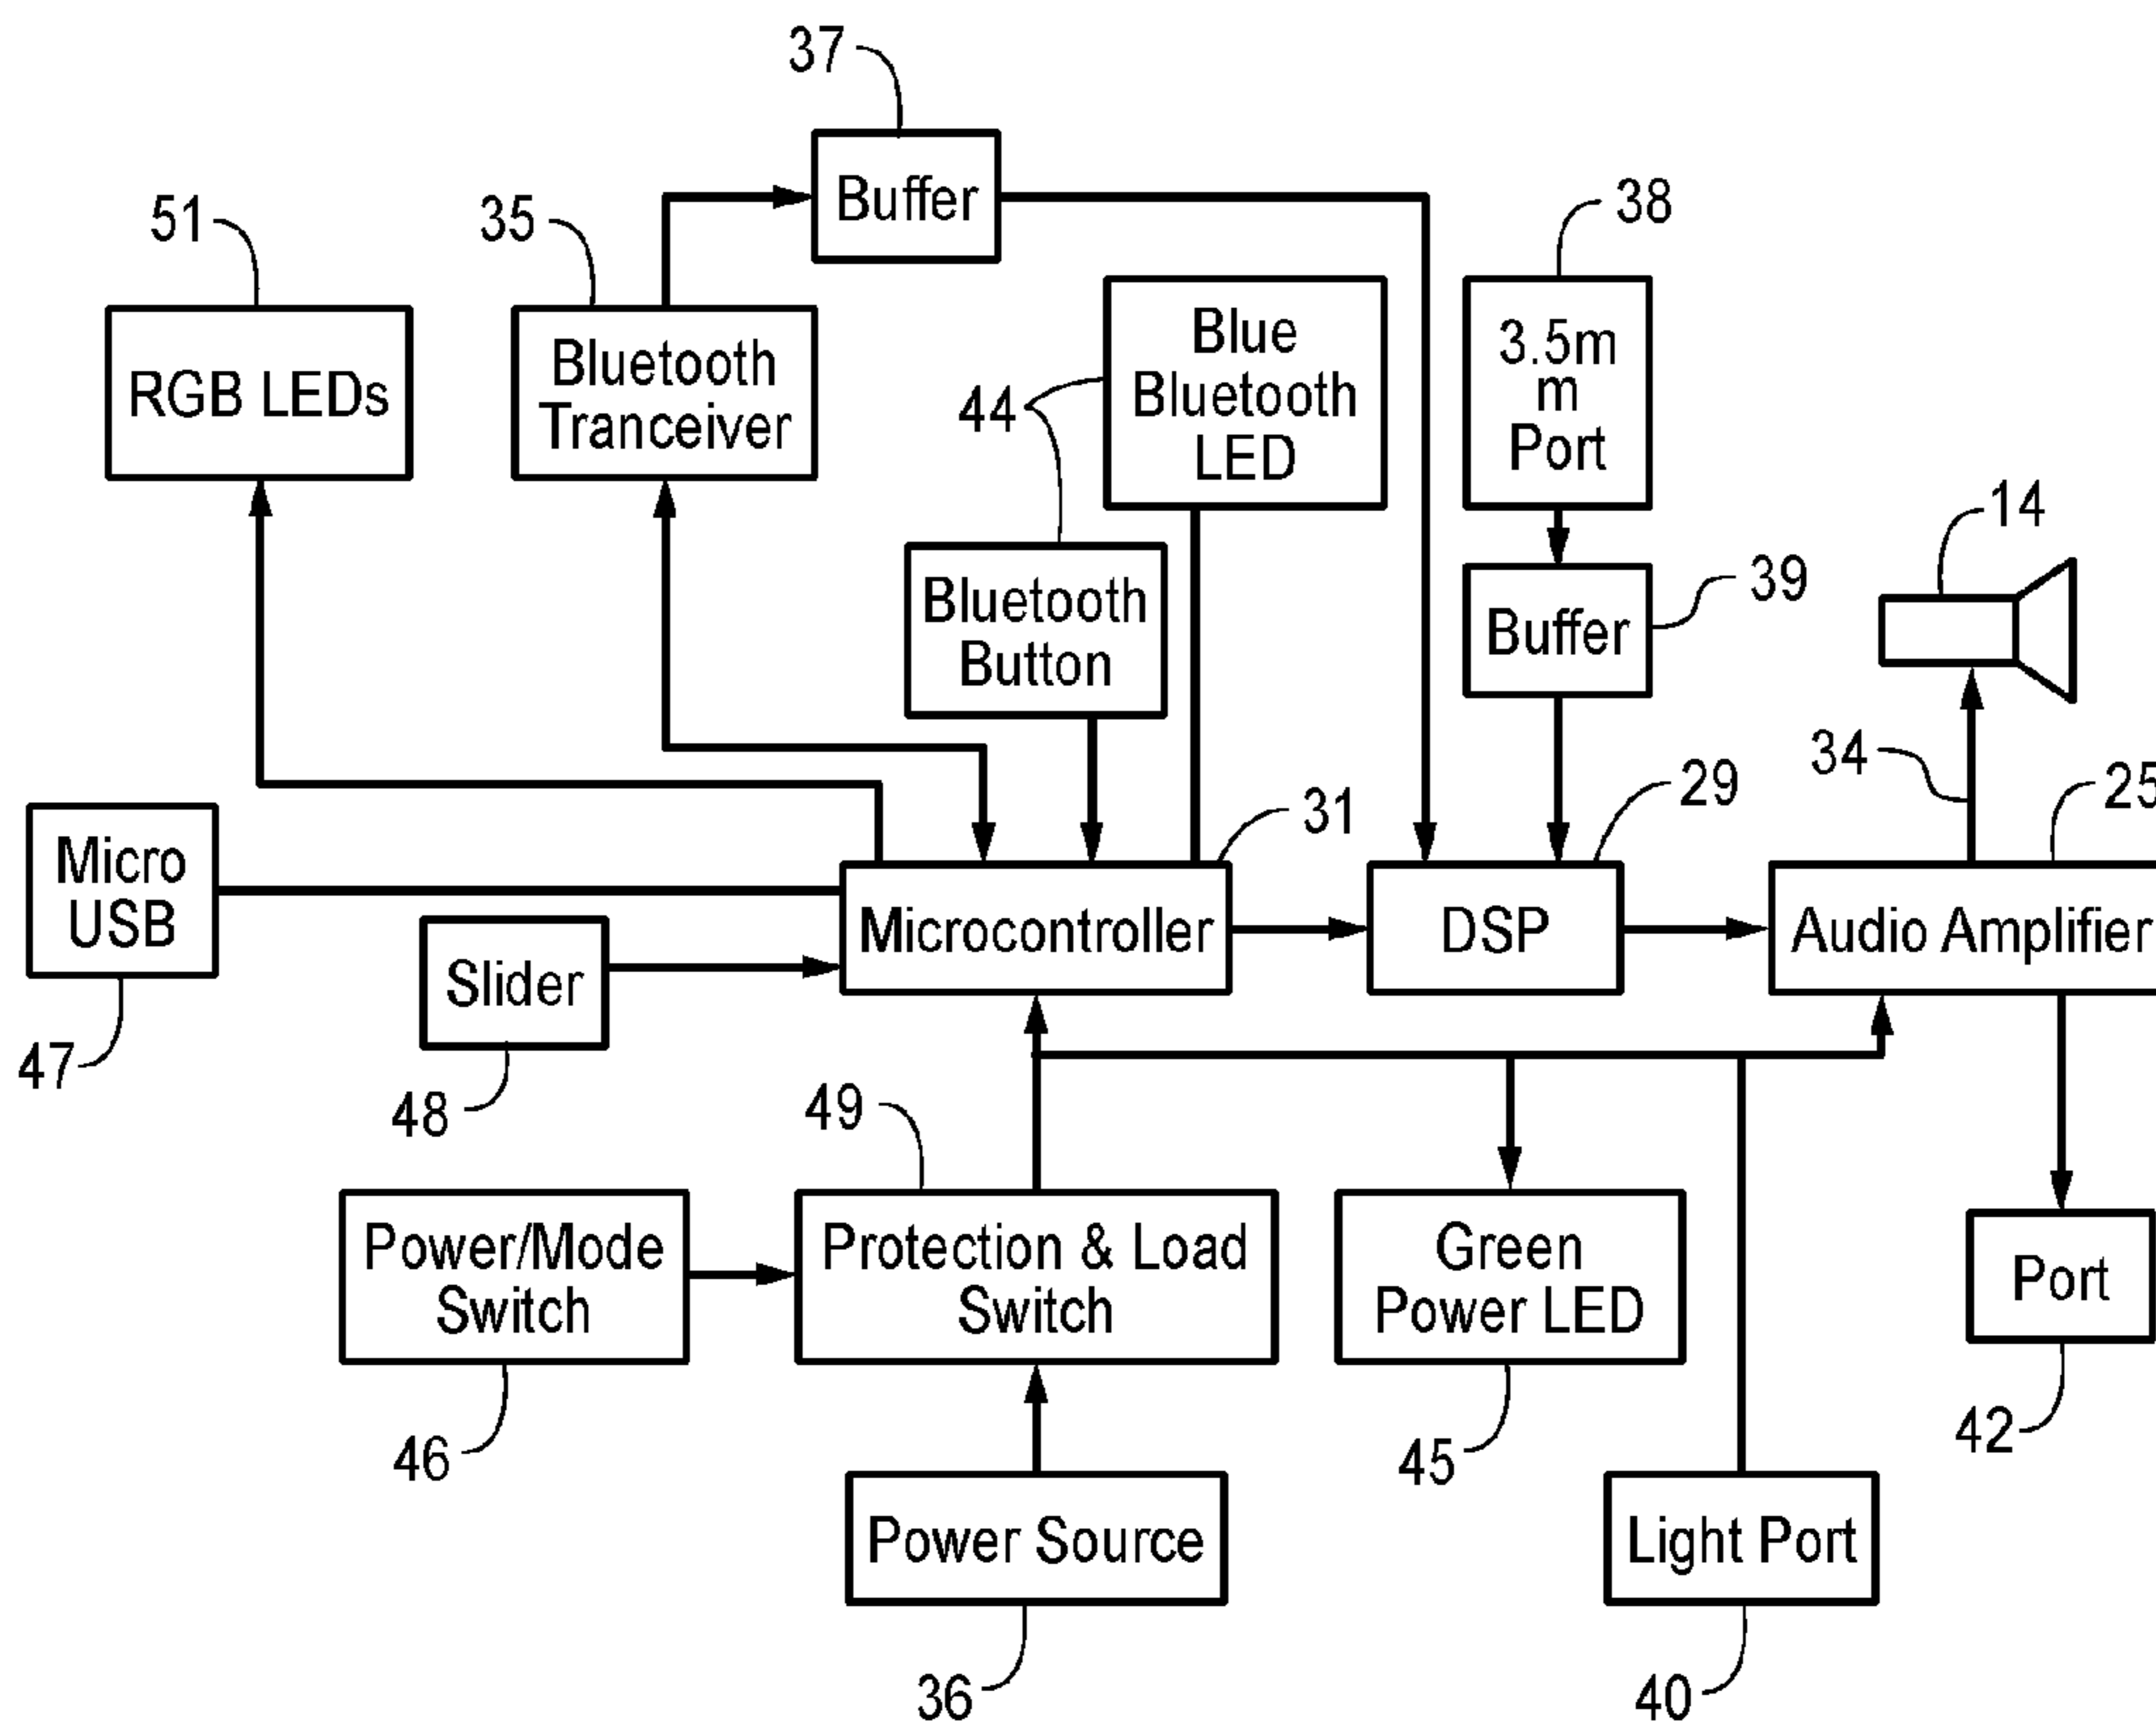 37
Buffer
51
35
38
RGB LEDs
Bluetooth
Tranceiver
44
Blue
Bluetooth
LED
3.5m
m
Port
14
Bluetooth
Button
Buffer
39
34
Micro
USB
31
29
25
Microcontroller
DSP
Audio Amplifier
Slider
47
48
49
Power/Mode
Switch
Protection & Load
Switch
Green
Power LED
Port
46
45
42
Power Source
Light Port
36
40